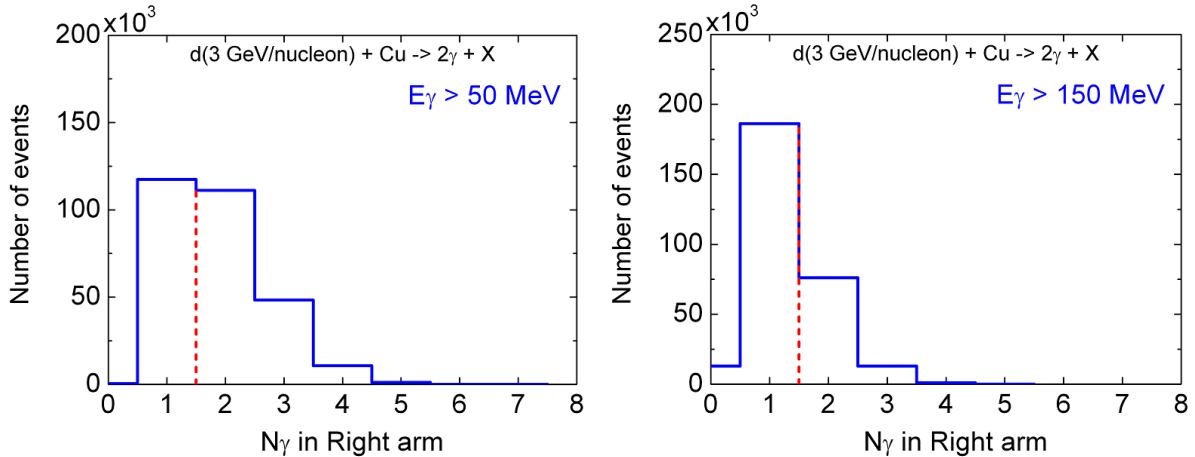 200 x10³
d(3 GeV/nucleon) + Cu -> 2γ + X
Eγ > 50 MeV
150
100
50
0
Number of events
0 1 2 3 4 5 6 7 8
Nγ in Right arm
250 x10³
d(3 GeV/nucleon) + Cu -> 2γ + X
Eγ > 150 MeV
200
150
100
50
0
Number of events
0 1 2 3 4 5 6 7 8
Nγ in Right arm